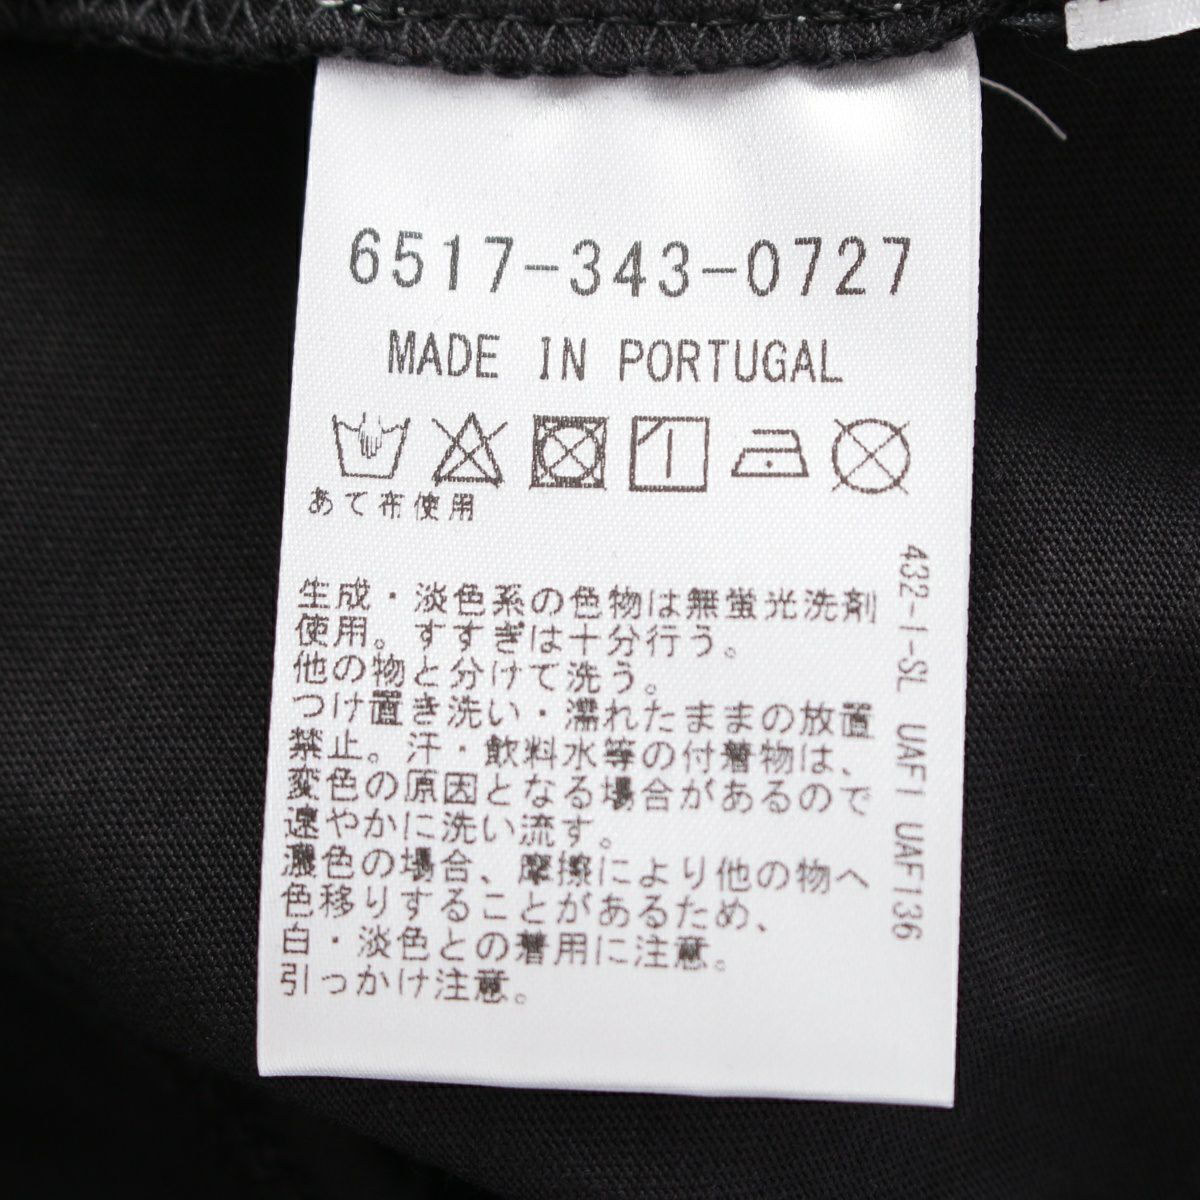 6517-343-0727
MADE IN PORTUGAL
あて布使用
生成・淡色系の色物は無蛍光洗剤
使用。すすぎは十分行う。
他の物と分けて洗う。
つけ置き洗い・濡れたままの放置
禁止。汗・飲料水等の付着物は、
変色の原因となる場合があるので
速やかに洗い流す。
濃色の場合、摩擦により他の物へ
色移りすることがあるため、
白・淡色との着用に注意。
引っかけ注意。
432-1-SL UAF1 UAF136